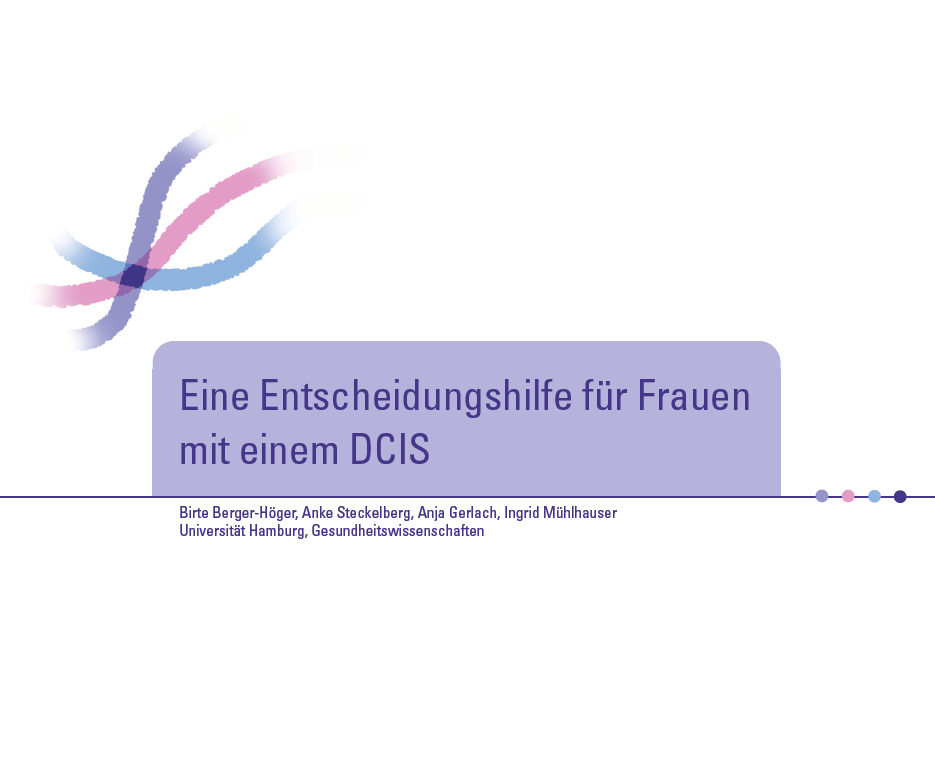 Eine Entscheidungshilfe für Frauen
mit einem DCIS
Birte Berger-Höger, Anke Steckelberg, Anja Gerlach, Ingrid Mühlhauser
Universität Hamburg, Gesundheitswissenschaften